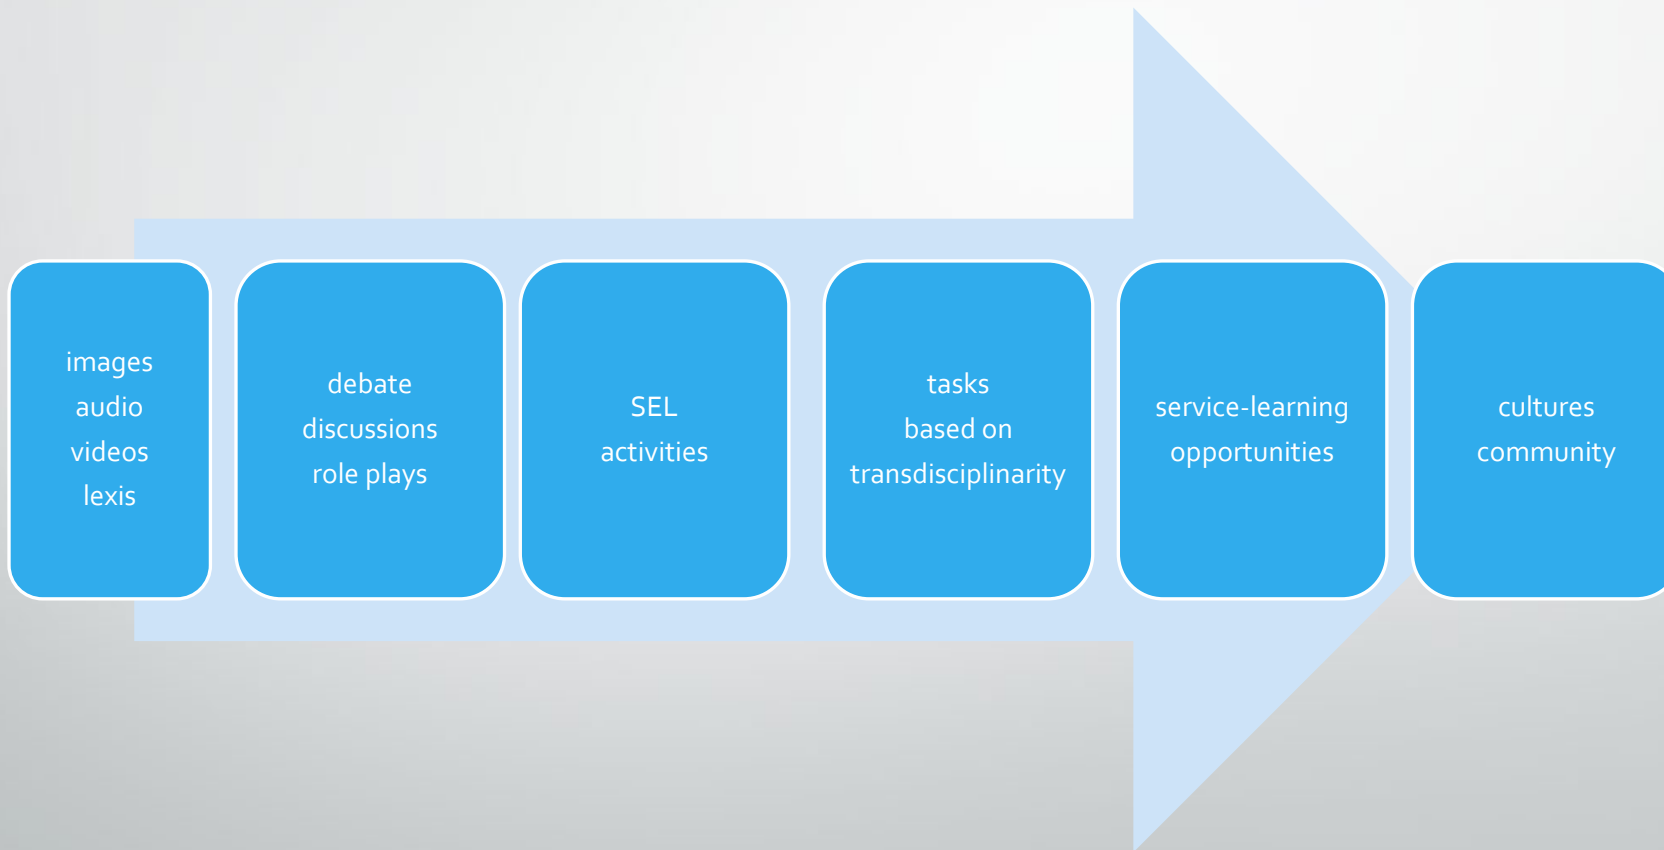 images
audio
videos
lexis
debate
discussions
role plays
SEL
activities
tasks
based on
transdisciplinarity
service-learning
opportunities
cultures
community